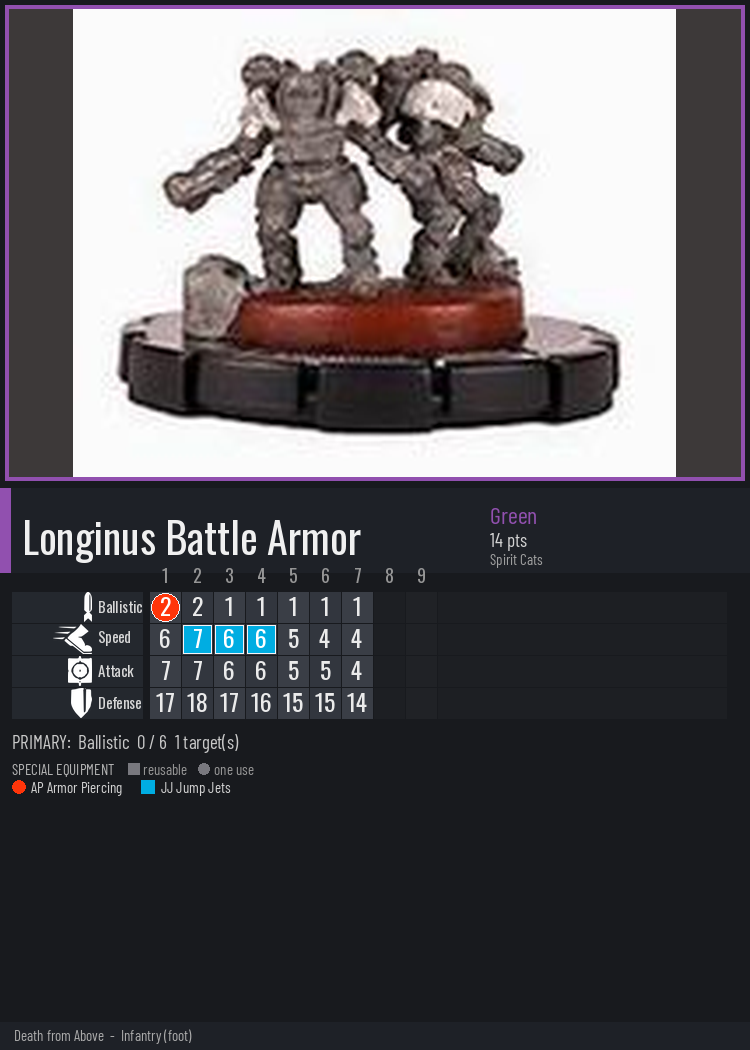 Longinus Battle Armor
Green
14 pts
Spirit Cats
1 2 3 4 5 6 7 8 9
Ballistic 2 2 1 1 1 1 1
Speed 6 7 6 6 5 4 4
Attack 7 7 6 6 5 5 4
Defense 17 18 17 16 15 15 14
PRIMARY: Ballistic 0 / 6 1 target(s)
SPECIAL EQUIPMENT reusable one use
AP Armor Piercing JJ Jump Jets
Death from Above - Infantry (foot)